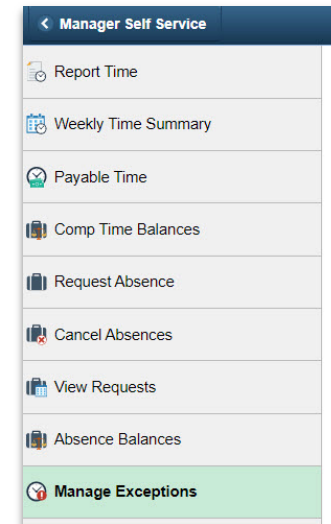 Manager Self Service
Report Time
Weekly Time Summary
Payable Time
Comp Time Balances
Request Absence
Cancel Absences
View Requests
Absence Balances
Manage Exceptions